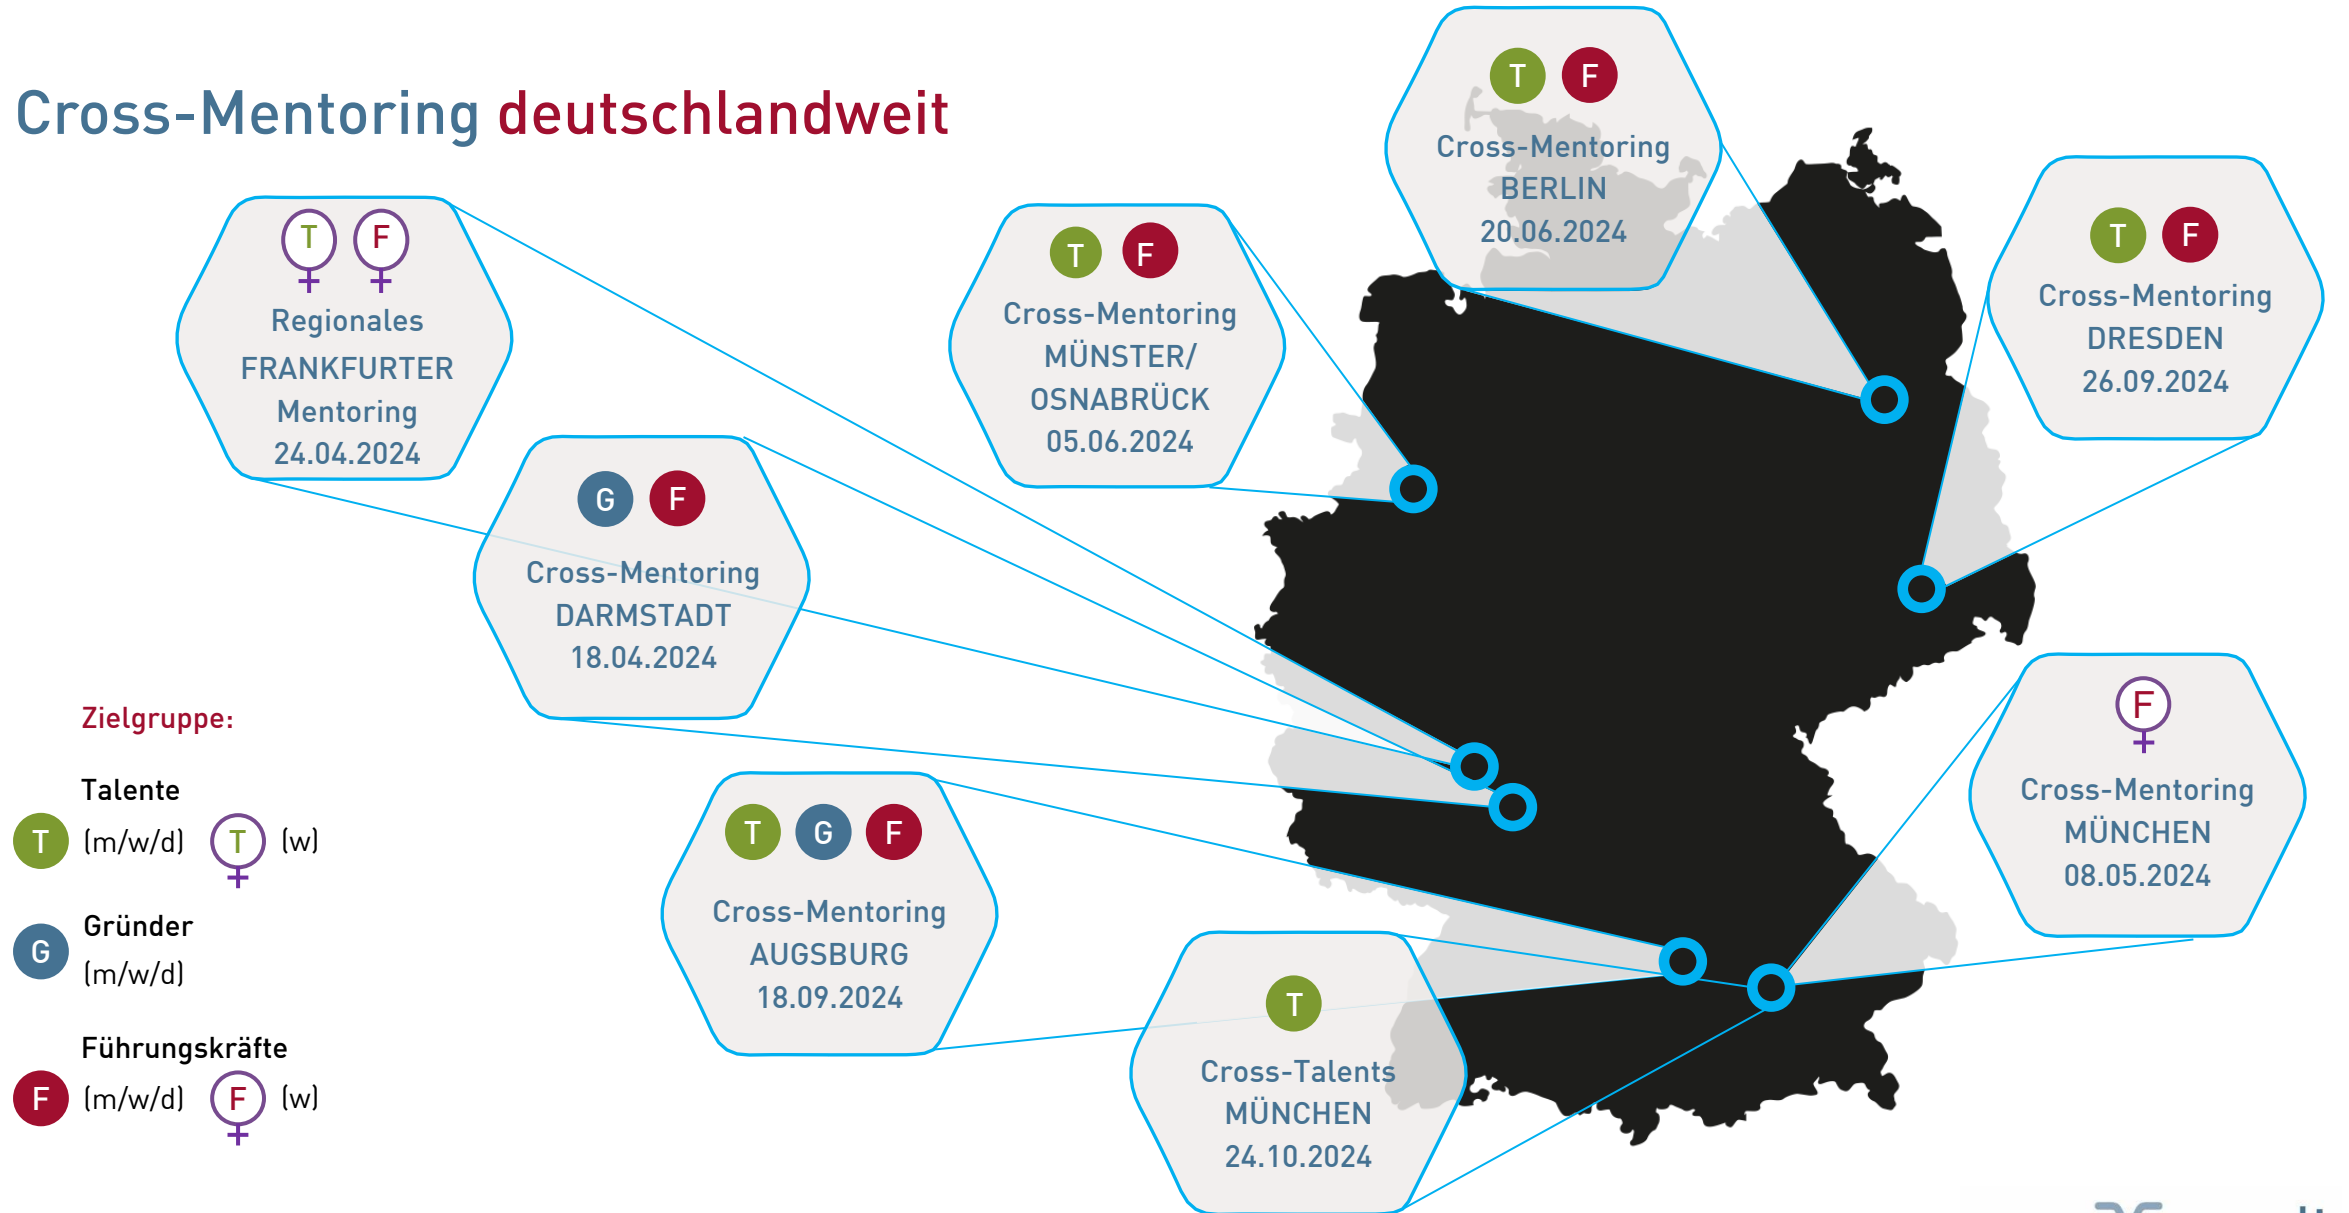 Cross-Mentoring deutschlandweit
T F
Regionales
FRANKFURTER
Mentoring
24.04.2024
G F
Cross-Mentoring
DARMSTADT
18.04.2024
T F
Cross-Mentoring
MÜNSTER/
OSNABRÜCK
05.06.2024
T F
Cross-Mentoring
BERLIN
20.06.2024
T F
Cross-Mentoring
DRESDEN
26.09.2024
F
Cross-Mentoring
MÜNCHEN
08.05.2024
T G F
Cross-Mentoring
AUGSBURG
18.09.2024
T
Cross-Talents
MÜNCHEN
24.10.2024
Zielgruppe:
Talente
T (m/w/d) T (w)
Gründer
G (m/w/d)
Führungskräfte
F (m/w/d) F (w)